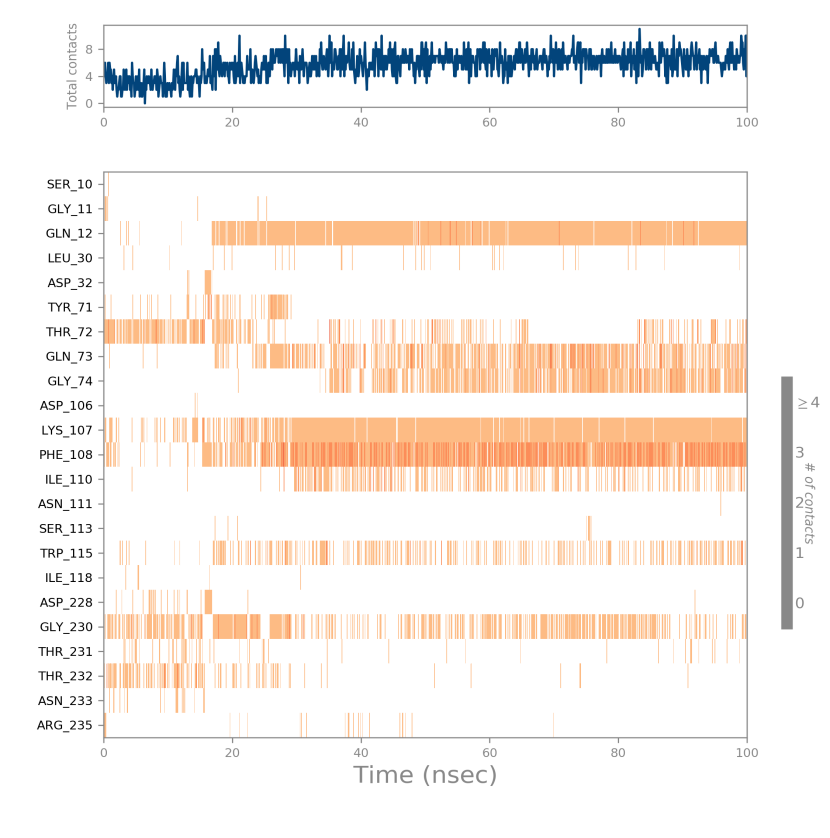 Total contacts
8
4
0
0 20 40 60 80 100
SER_10
GLY_11
GLN_12
LEU_30
ASP_32
TYR_71
THR_72
GLN_73
GLY_74
ASP_106
LYS_107
PHE_108
ILE_110
ASN_111
SER_113
TRP_115
ILE_118
ASP_228
GLY_230
THR_231
THR_232
ASN_233
ARG_235
0 20 40 60 80 100
Time (nsec)
≥4
3
2
1
0
# of contacts